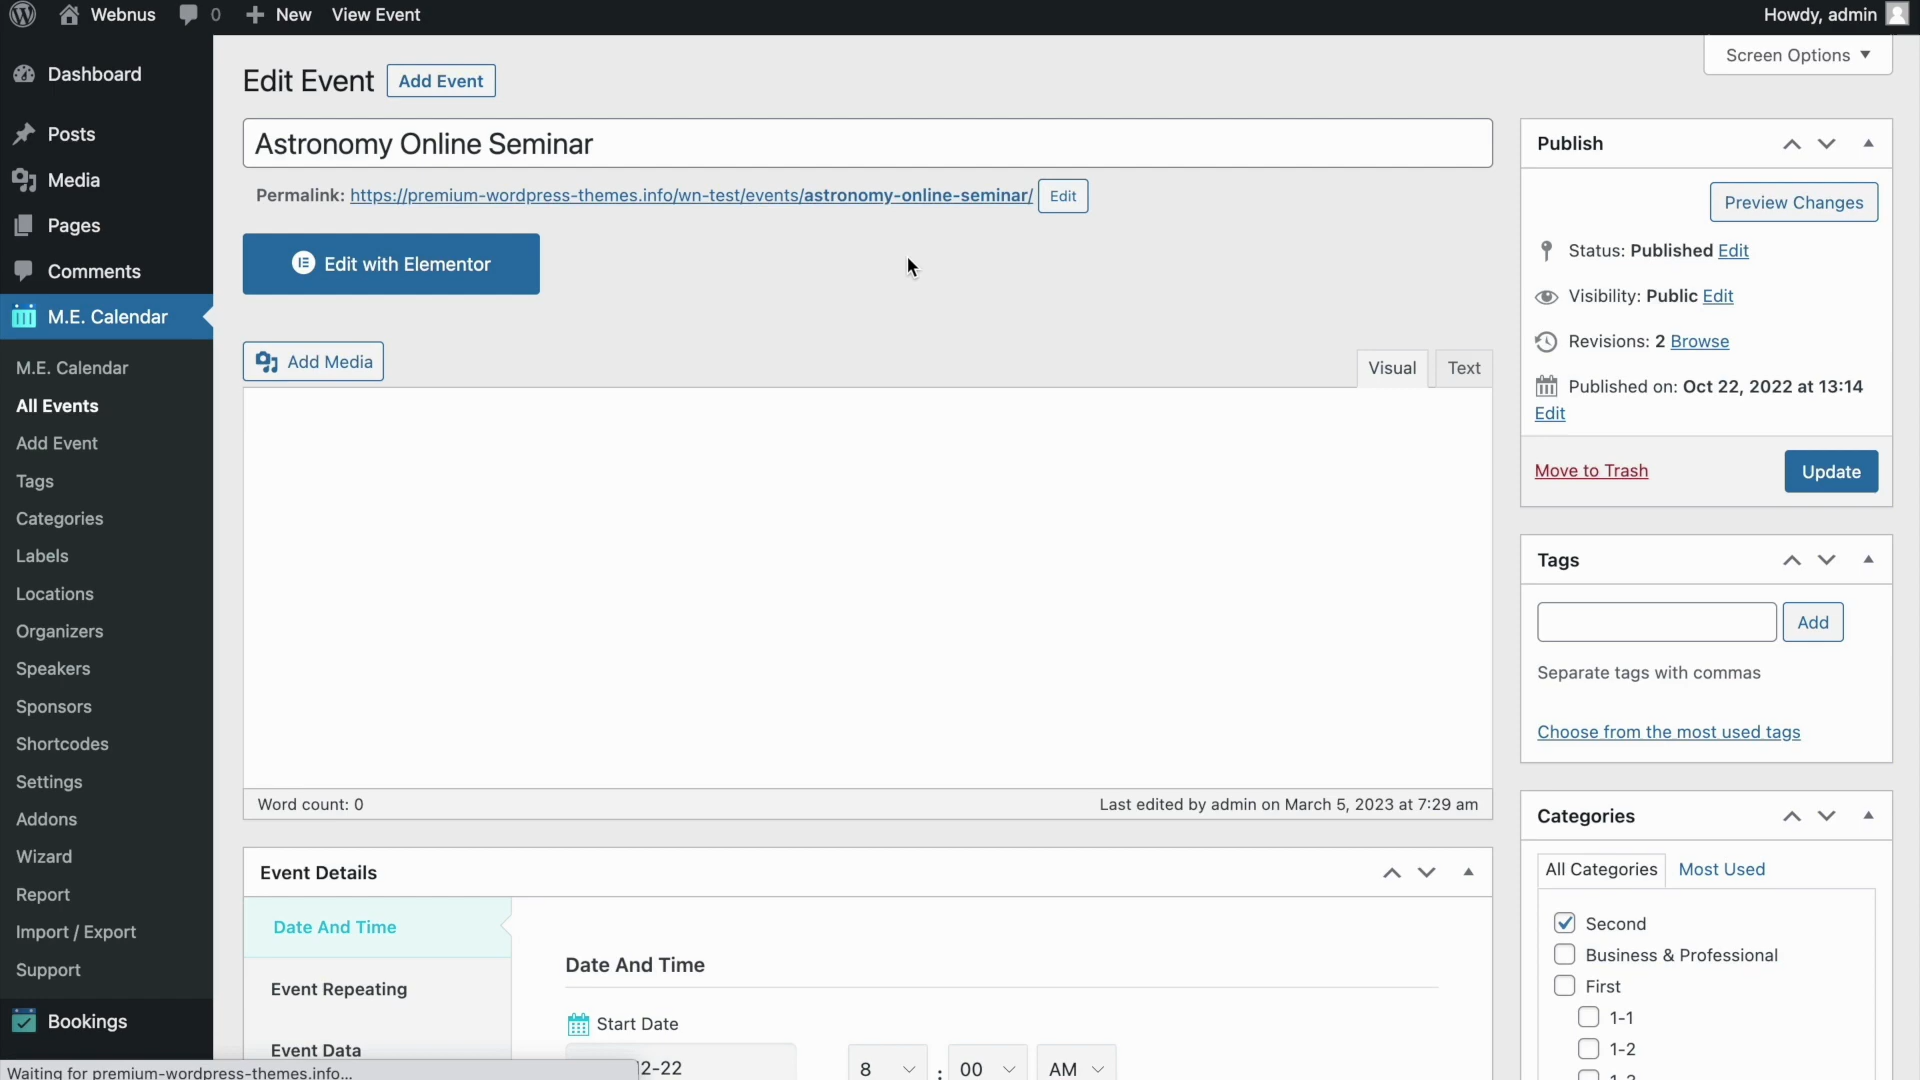 Webnus 0 New View Event Howdy, admin
Screen Options
Dashboard
Posts
Media
Pages
Comments
M.E. Calendar
M.E. Calendar
All Events
Add Event
Tags
Categories
Labels
Locations
Organizers
Speakers
Sponsors
Shortcodes
Settings
Addons
Wizard
Report
Import / Export
Support
Bookings
Edit Event Add Event
Astronomy Online Seminar
Permalink: https://premium-wordpress-themes.info/wn-test/events/astronomy-online-seminar/ Edit
Edit with Elementor
Add Media
Visual Text
Word count: 0 Last edited by admin on March 5, 2023 at 7:29 am
Event Details
Date And Time
Event Repeating
Event Data
Date And Time
Start Date
2-22 8 : 00 AM
Publish
Preview Changes
Status: Published Edit
Visibility: Public Edit
Revisions: 2 Browse
Published on: Oct 22, 2022 at 13:14
Edit
Move to Trash Update
Tags
Add
Separate tags with commas
Choose from the most used tags
Categories
All Categories Most Used
Second
Business & Professional
First
1-1
1-2
Waiting for premium-wordpress-themes.info...